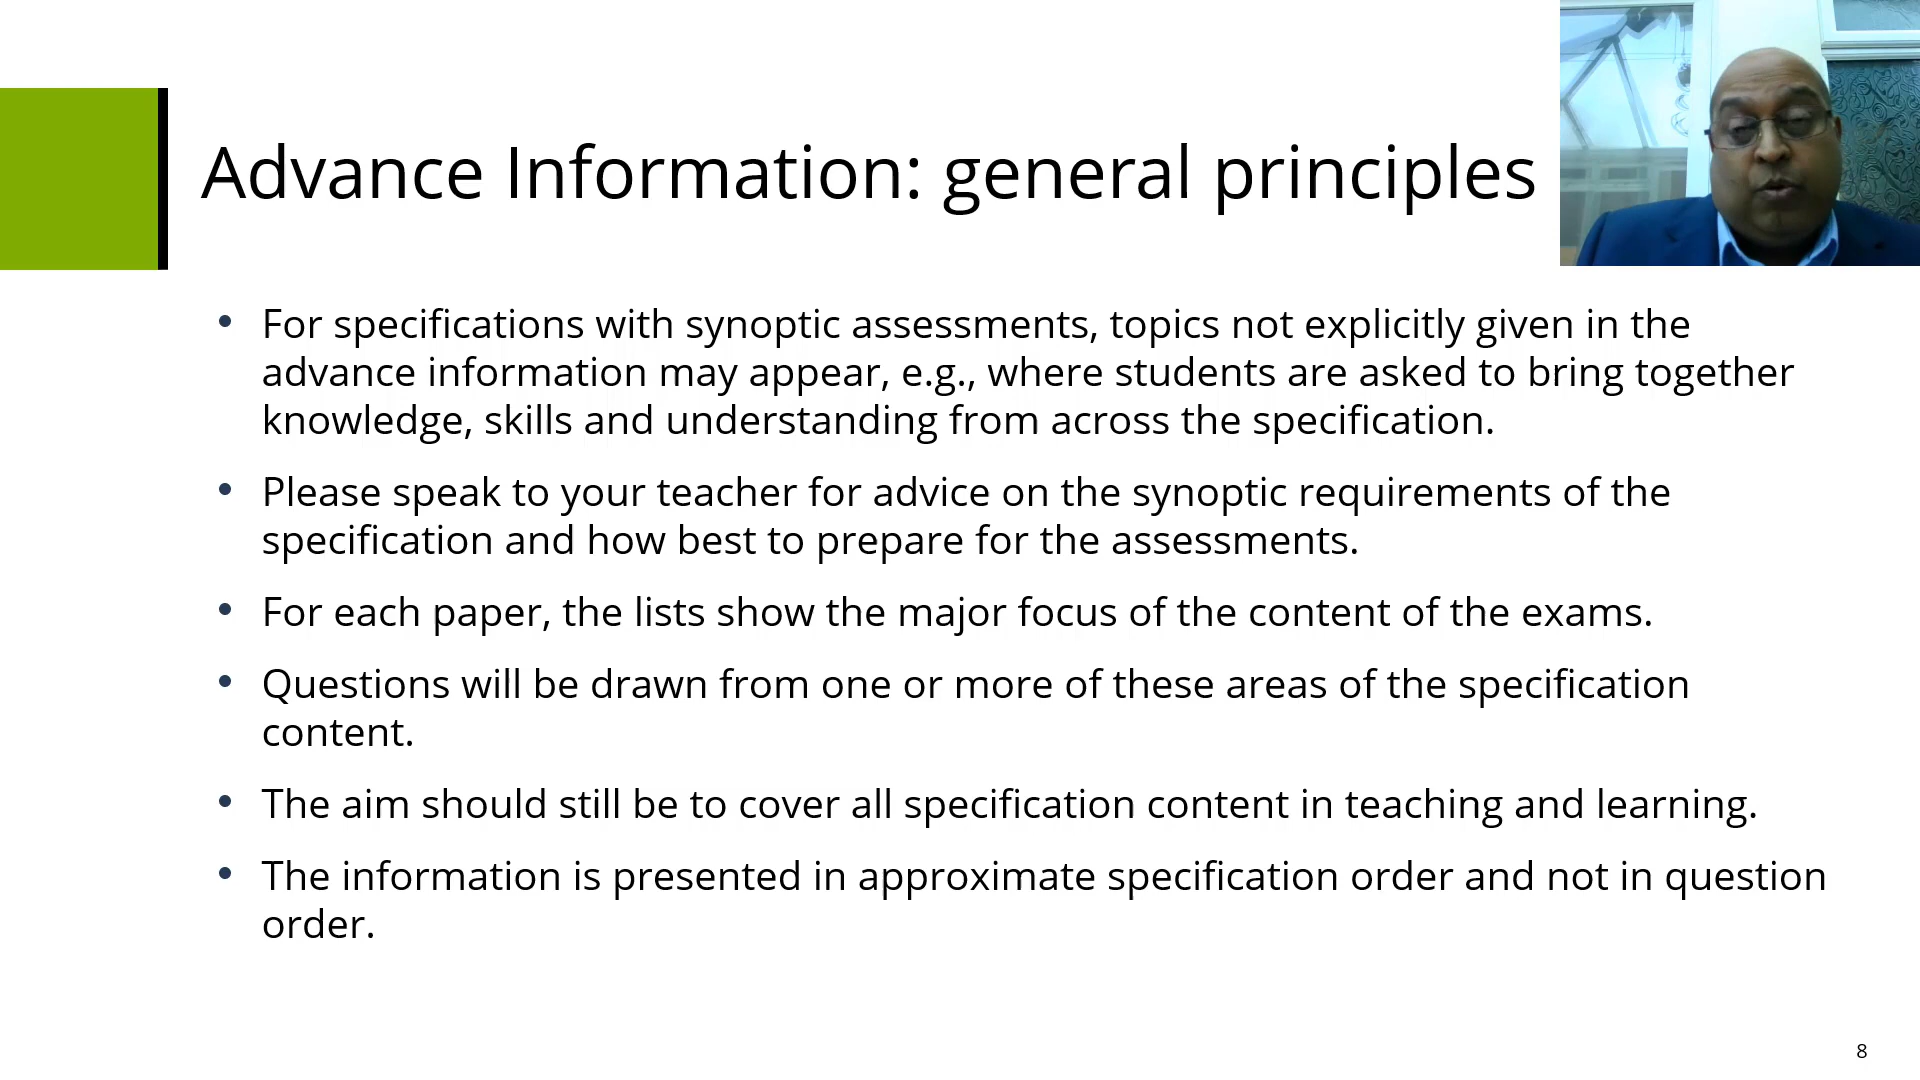 Advance Information: general principles
• For specifications with synoptic assessments, topics not explicitly given in the
advance information may appear, e.g., where students are asked to bring together
knowledge, skills and understanding from across the specification.
• Please speak to your teacher for advice on the synoptic requirements of the
specification and how best to prepare for the assessments.
• For each paper, the lists show the major focus of the content of the exams.
• Questions will be drawn from one or more of these areas of the specification
content.
• The aim should still be to cover all specification content in teaching and learning.
• The information is presented in approximate specification order and not in question
order.
8